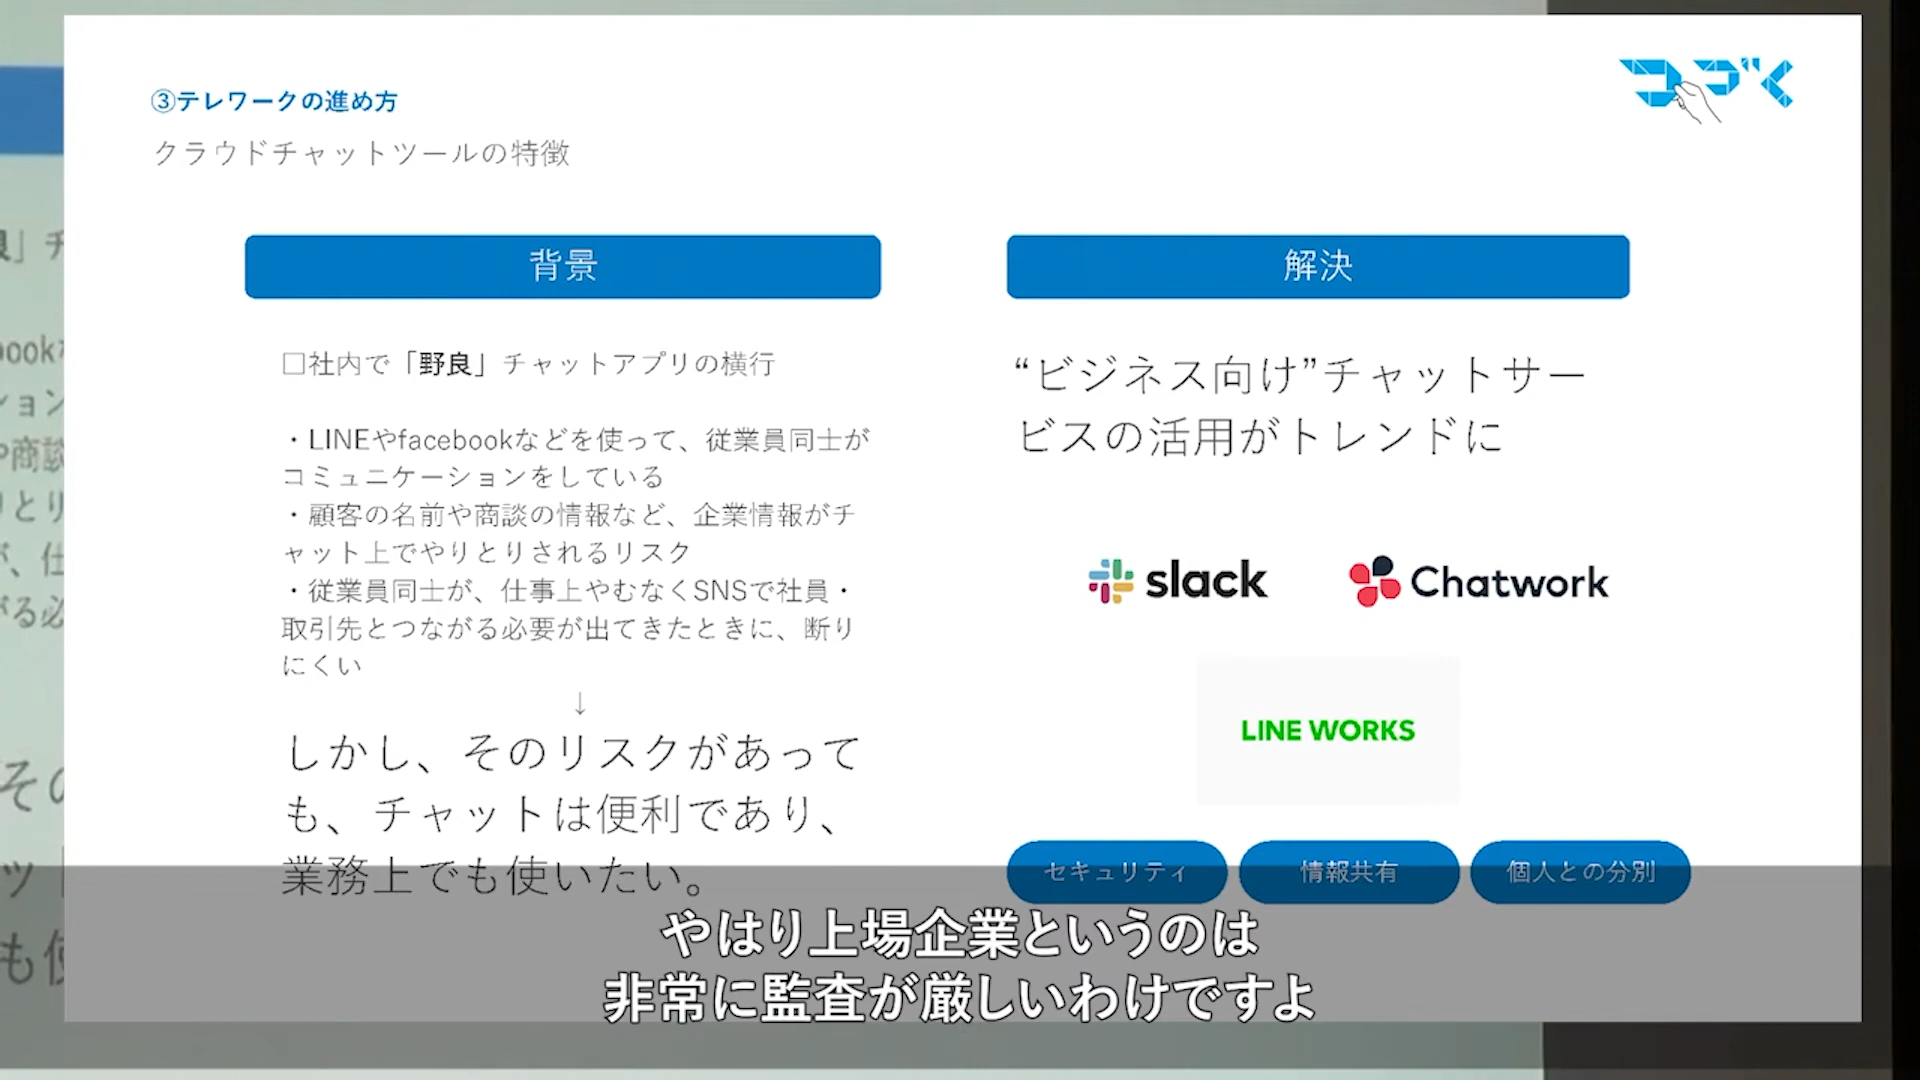 ③テレワークの進め方
クラウドチャットツールの特徴
つづく
背景
□社内で「野良」チャットアプリの横行
・LINEやfacebookなどを使って、従業員同士が
コミュニケーションをしている
・顧客の名前や商談の情報など、企業情報がチ
ャット上でやりとりされるリスク
・従業員同士が、仕事上やむなくSNSで社員・
取引先とつながる必要が出てきたときに、断り
にくい
↓
しかし、そのリスクがあって
も、チャットは便利であり、
業務上でも使いたい。
解決
“ビジネス向け”チャットサー
ビスの活用がトレンドに
slack
Chatwork
LINE WORKS
セキュリティ
情報共有
個人との分別
やはり上場企業というのは
非常に監査が厳しいわけですよ